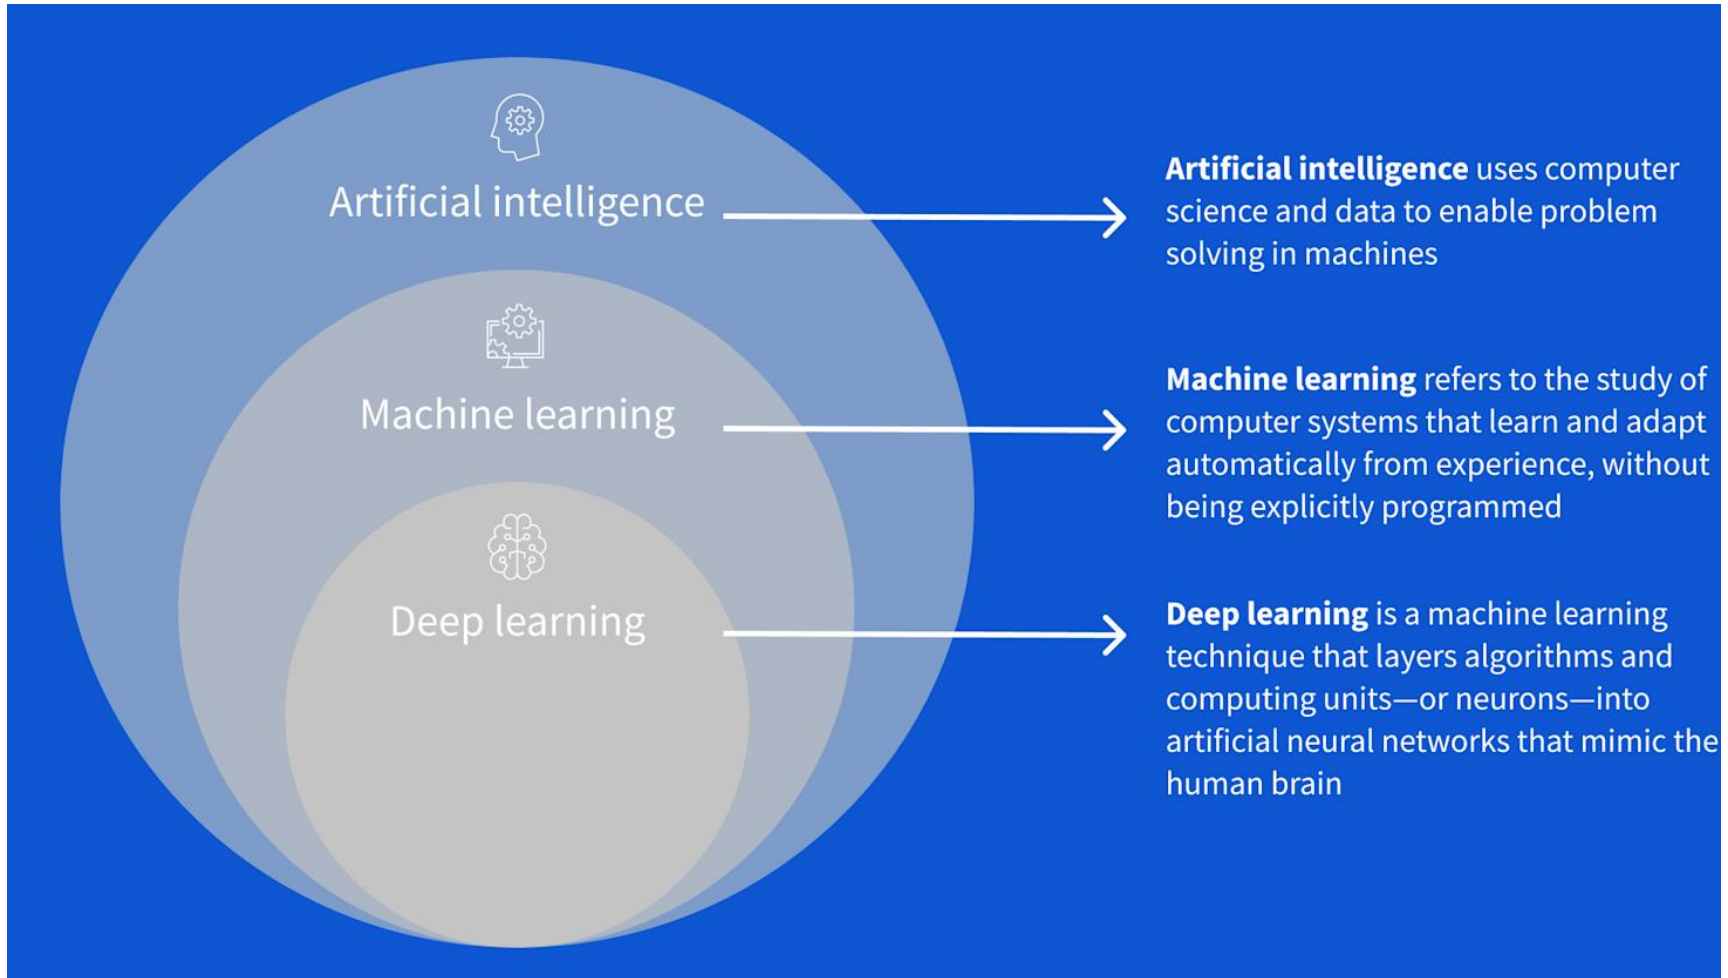 Artificial intelligence
Artificial intelligence uses computer
science and data to enable problem
solving in machines
Machine learning
Machine learning refers to the study of
computer systems that learn and adapt
automatically from experience, without
being explicitly programmed
Deep learning
Deep learning is a machine learning
technique that layers algorithms and
computing units—or neurons—into
artificial neural networks that mimic the
human brain